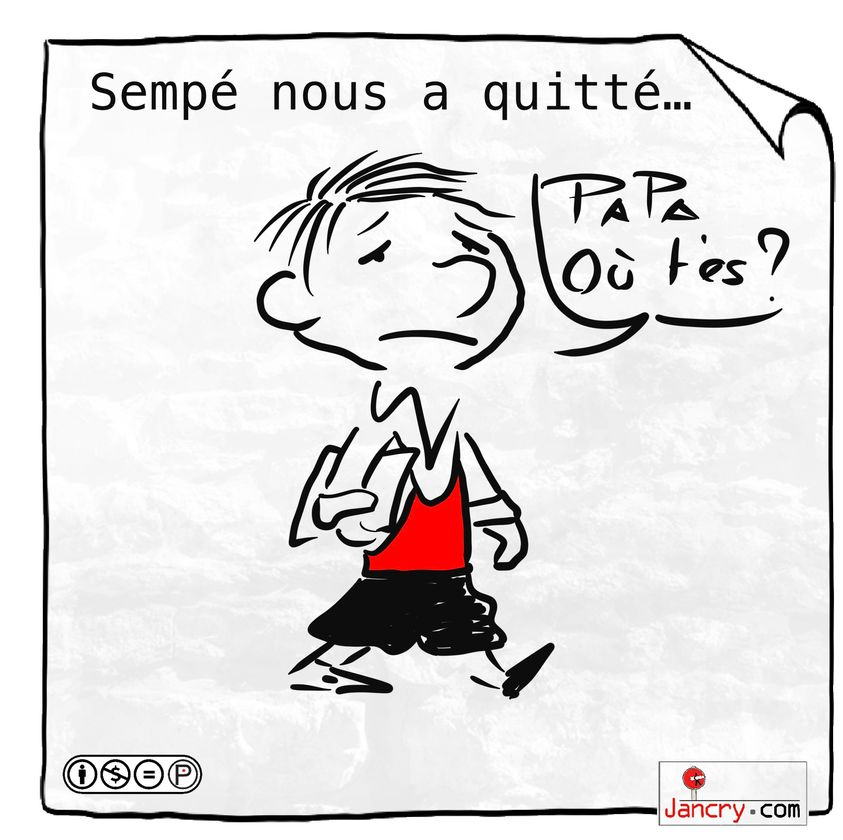 Sempé nous a quitté…
PAPA
Où t'es?
Jancry.com